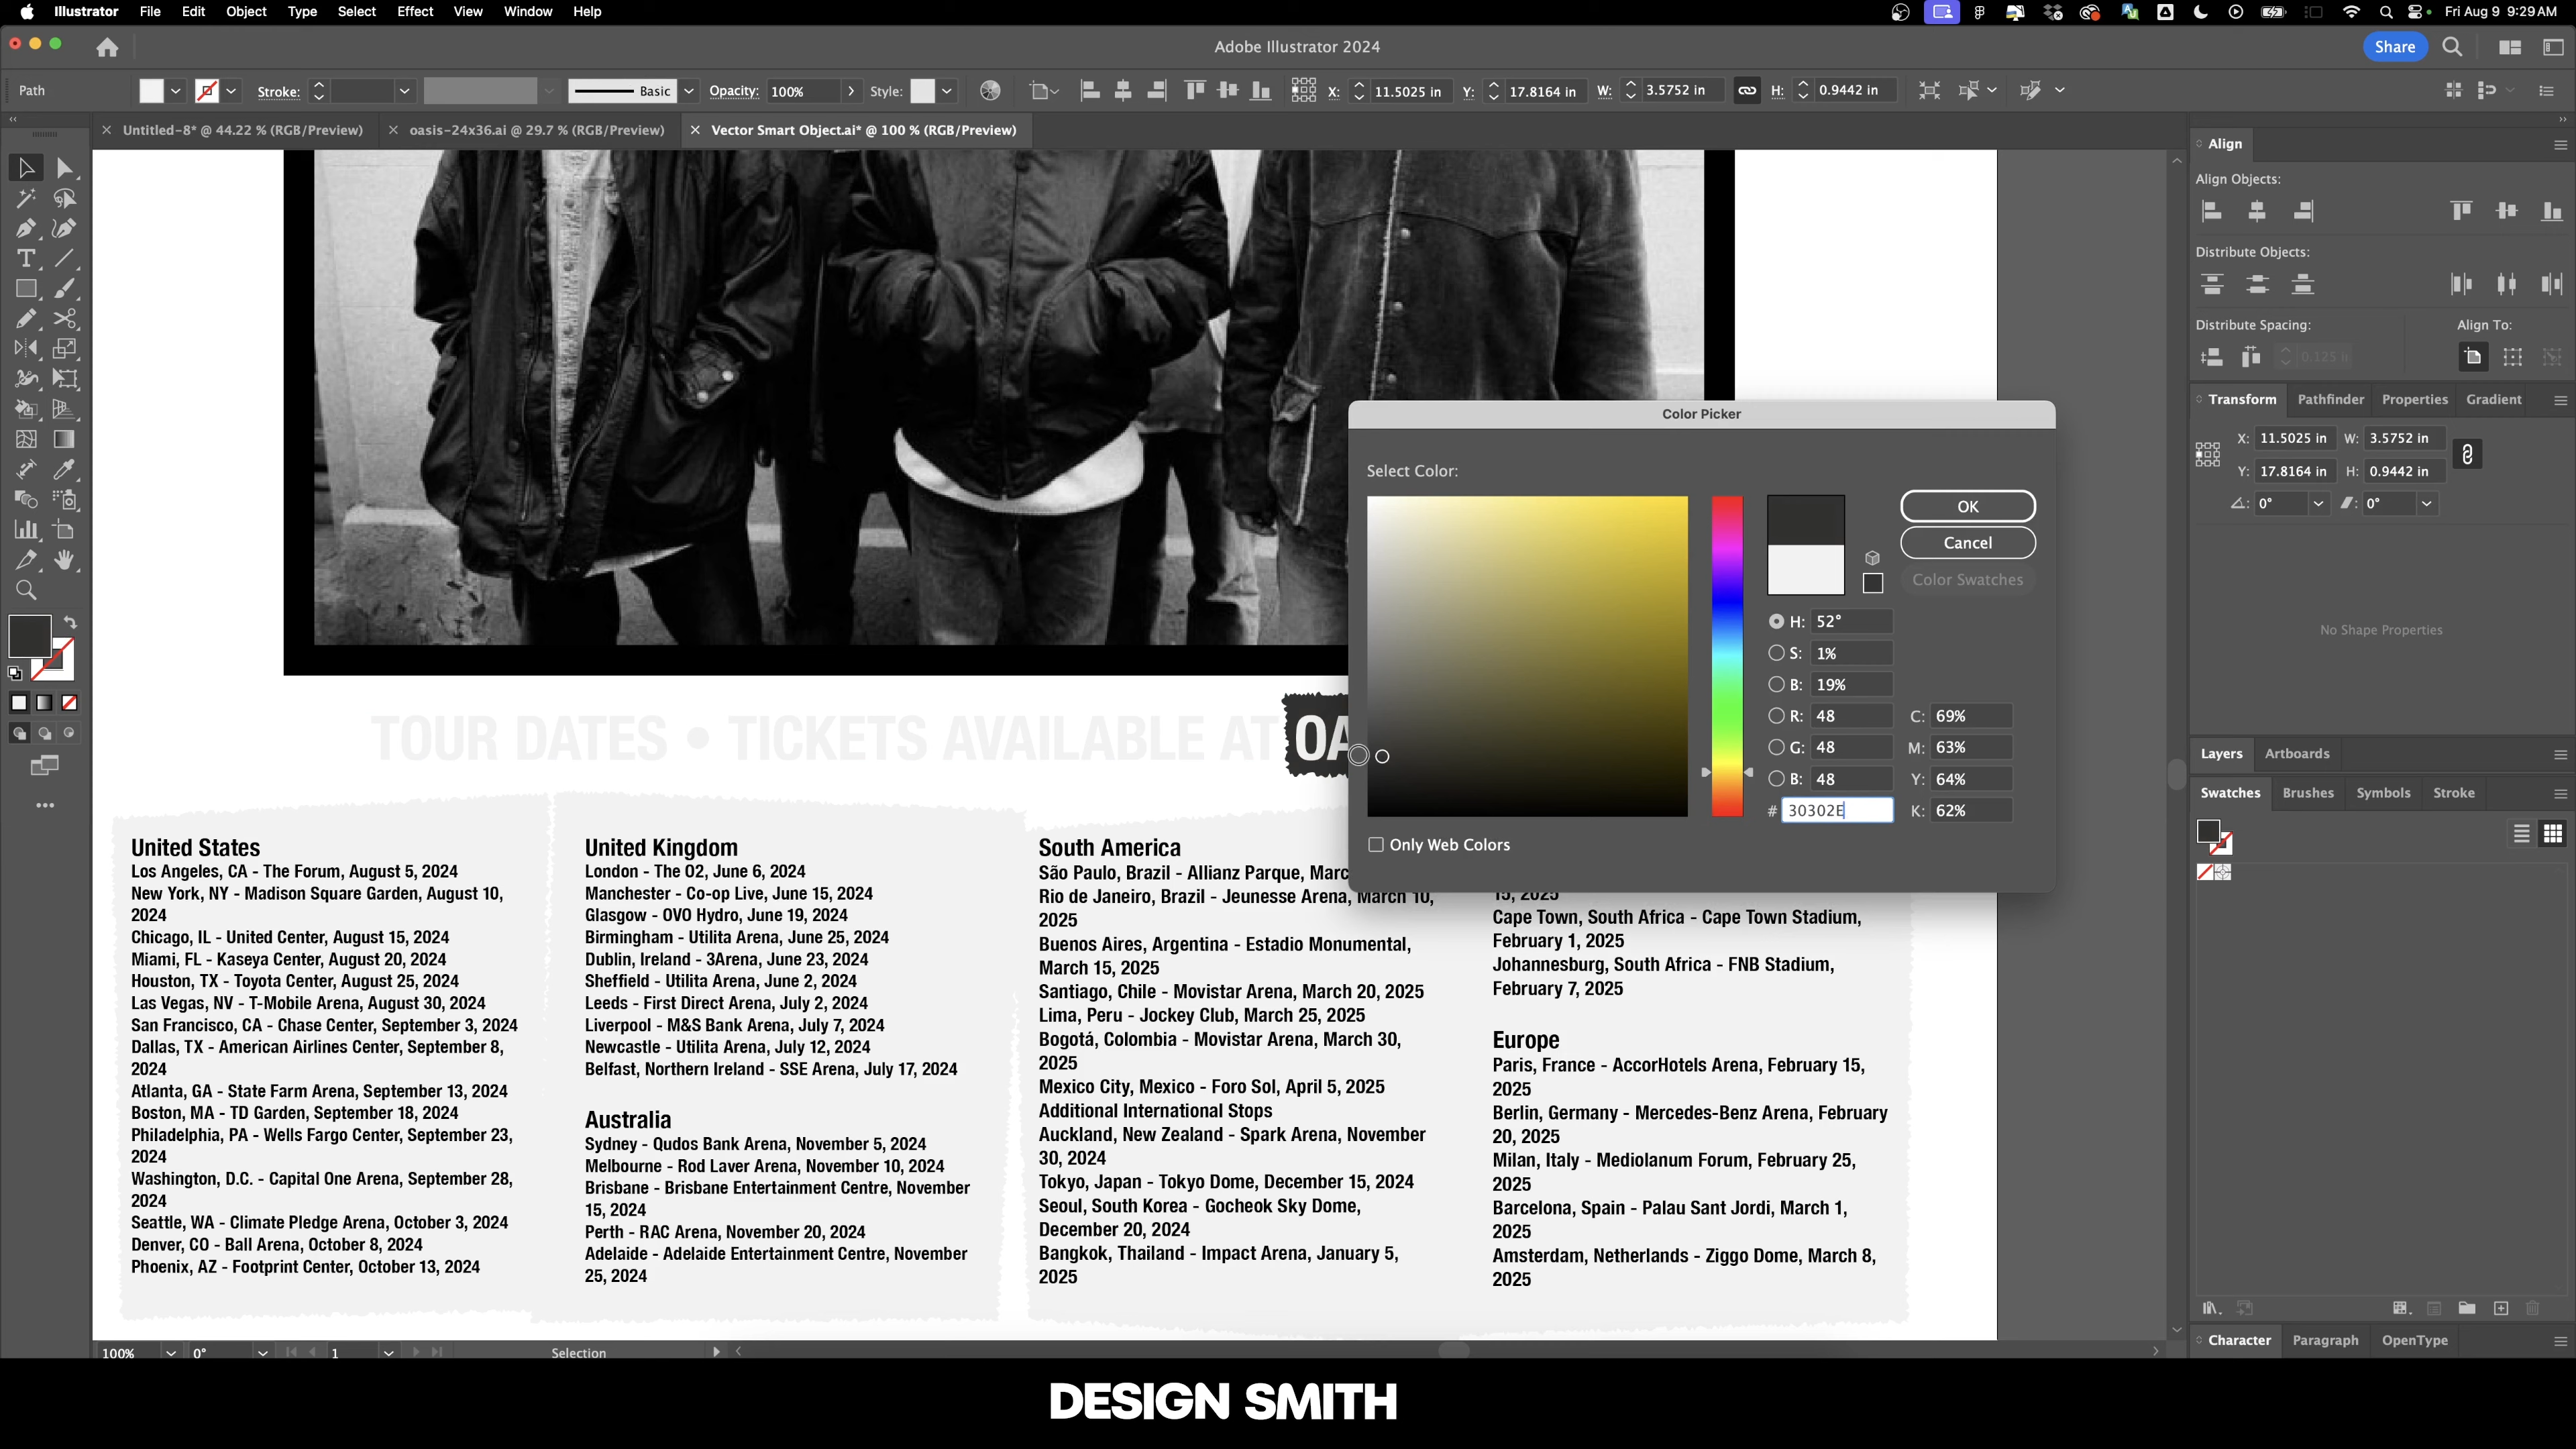 Illustrator File Edit Object Type Select Effect View Window Help Fri Aug 9 9:29 AM
Adobe Illustrator 2024
Share
Path Stroke: Basic Opacity: 100% Style: X: 11.5025 in Y: 17.8164 in W: 3.5752 in H: 0.9442 in
Untitled-8* @ 44.22 % (RGB/Preview) oasis-24x36.ai @ 29.7 % (RGB/Preview) Vector Smart Object.ai* @ 100 % (RGB/Preview)
Align
Align Objects:
Distribute Objects:
Distribute Spacing: Align To:
0.125 in
Transform Pathfinder Properties Gradient
X: 11.5025 in W: 3.5752 in
Y: 17.8164 in H: 0.9442 in
0° 0°
No Shape Properties
Layers Artboards
Swatches Brushes Symbols Stroke
Character Paragraph OpenType
Color Picker
Select Color:
OK
Cancel
Color Swatches
H: 52°
S: 1%
B: 19%
R: 48 C: 69%
G: 48 M: 63%
B: 48 Y: 64%
# 30302E K: 62%
Only Web Colors
TOUR DATES • TICKETS AVAILABLE AT OA
United States
Los Angeles, CA - The Forum, August 5, 2024
New York, NY - Madison Square Garden, August 10,
2024
Chicago, IL - United Center, August 15, 2024
Miami, FL - Kaseya Center, August 20, 2024
Houston, TX - Toyota Center, August 25, 2024
Las Vegas, NV - T-Mobile Arena, August 30, 2024
San Francisco, CA - Chase Center, September 3, 2024
Dallas, TX - American Airlines Center, September 8,
2024
Atlanta, GA - State Farm Arena, September 13, 2024
Boston, MA - TD Garden, September 18, 2024
Philadelphia, PA - Wells Fargo Center, September 23,
2024
Washington, D.C. - Capital One Arena, September 28,
2024
Seattle, WA - Climate Pledge Arena, October 3, 2024
Denver, CO - Ball Arena, October 8, 2024
Phoenix, AZ - Footprint Center, October 13, 2024
United Kingdom
London - The O2, June 6, 2024
Manchester - Co-op Live, June 15, 2024
Glasgow - OVO Hydro, June 19, 2024
Birmingham - Utilita Arena, June 25, 2024
Dublin, Ireland - 3Arena, June 23, 2024
Sheffield - Utilita Arena, June 2, 2024
Leeds - First Direct Arena, July 2, 2024
Liverpool - M&S Bank Arena, July 7, 2024
Newcastle - Utilita Arena, July 12, 2024
Belfast, Northern Ireland - SSE Arena, July 17, 2024
Australia
Sydney - Qudos Bank Arena, November 5, 2024
Melbourne - Rod Laver Arena, November 10, 2024
Brisbane - Brisbane Entertainment Centre, November
15, 2024
Perth - RAC Arena, November 20, 2024
Adelaide - Adelaide Entertainment Centre, November
25, 2024
South America
São Paulo, Brazil - Allianz Parque, Marc
Rio de Janeiro, Brazil - Jeunesse Arena, March 10,
2025
Buenos Aires, Argentina - Estadio Monumental,
March 15, 2025
Santiago, Chile - Movistar Arena, March 20, 2025
Lima, Peru - Jockey Club, March 25, 2025
Bogotá, Colombia - Movistar Arena, March 30,
2025
Mexico City, Mexico - Foro Sol, April 5, 2025
Additional International Stops
Auckland, New Zealand - Spark Arena, November
30, 2024
Tokyo, Japan - Tokyo Dome, December 15, 2024
Seoul, South Korea - Gocheok Sky Dome,
December 20, 2024
Bangkok, Thailand - Impact Arena, January 5,
2025
15, 2025
Cape Town, South Africa - Cape Town Stadium,
February 1, 2025
Johannesburg, South Africa - FNB Stadium,
February 7, 2025
Europe
Paris, France - AccorHotels Arena, February 15,
2025
Berlin, Germany - Mercedes-Benz Arena, February
20, 2025
Milan, Italy - Mediolanum Forum, February 25,
2025
Barcelona, Spain - Palau Sant Jordi, March 1,
2025
Amsterdam, Netherlands - Ziggo Dome, March 8,
2025
100% 0° 1 Selection
DESIGN SMITH